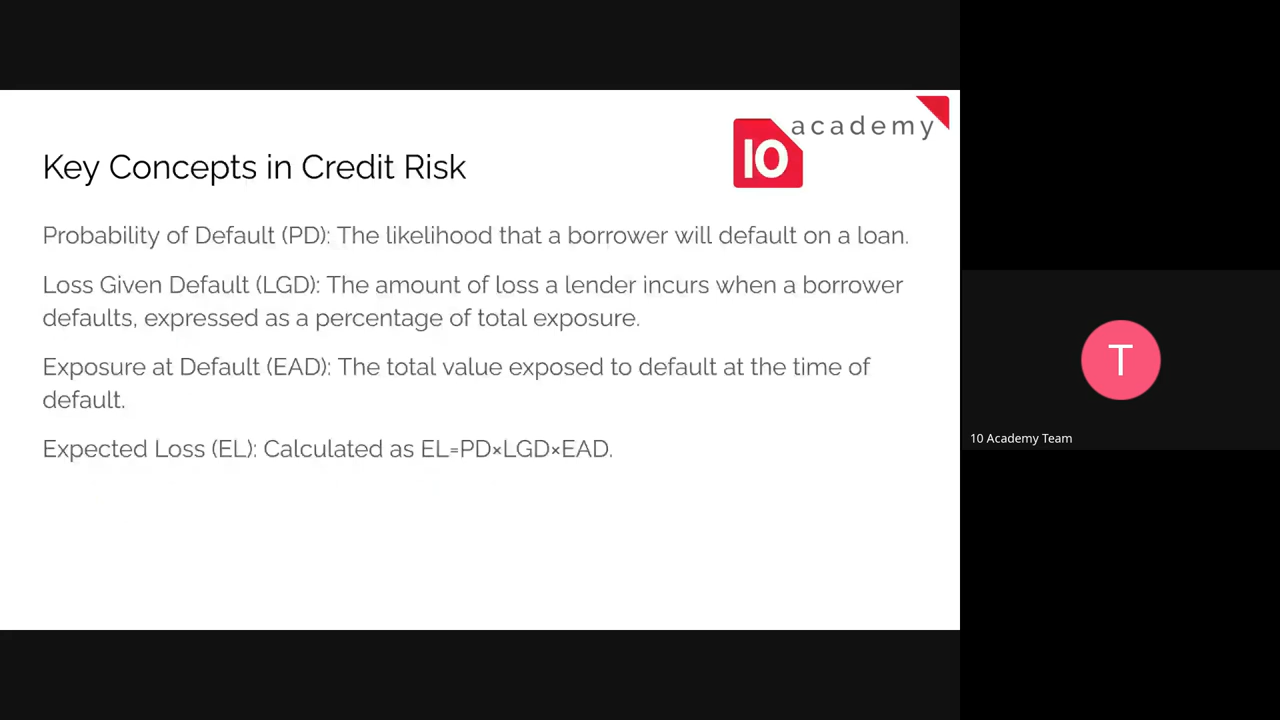 10 academy
Key Concepts in Credit Risk
Probability of Default (PD): The likelihood that a borrower will default on a loan.
Loss Given Default (LGD): The amount of loss a lender incurs when a borrower
defaults, expressed as a percentage of total exposure.
Exposure at Default (EAD): The total value exposed to default at the time of
default.
Expected Loss (EL): Calculated as EL=PD×LGD×EAD.
T
10 Academy Team